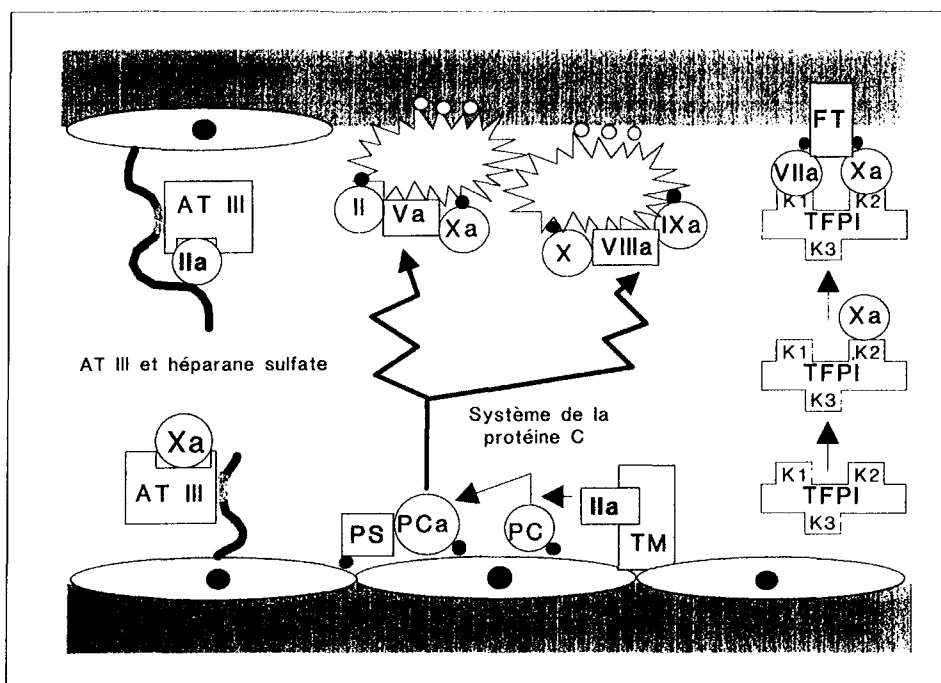 AT III
IIa
AT III et héparane sulfate
Xa
AT III
II
Va
Xa
X
VIIIa
IXa
Système de la
protéine C
PS
PCa
PC
IIa
TM
FT
VIIa
Xa
K1
K2
TFPI
K3
Xa
K1
K2
TFPI
K3
K1
K2
TFPI
K3